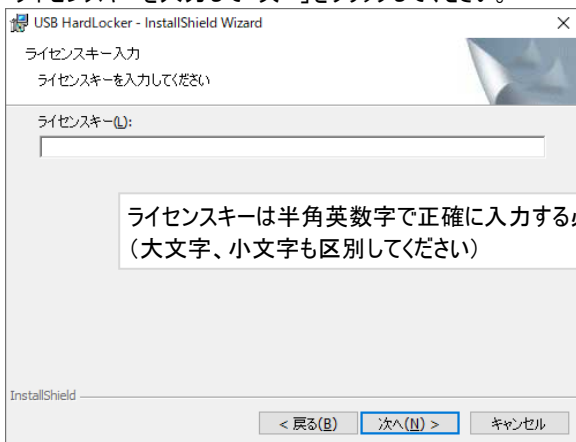 USB HardLocker - InstallShield Wizard
ライセンスキー入力
ライセンスキーを入力してください
ライセンスキー(L):
ライセンスキーは半角英数字で正確に入力する
(大文字、小文字も区別してください)
InstallShield
< 戻る(B) 次へ(N) > キャンセル